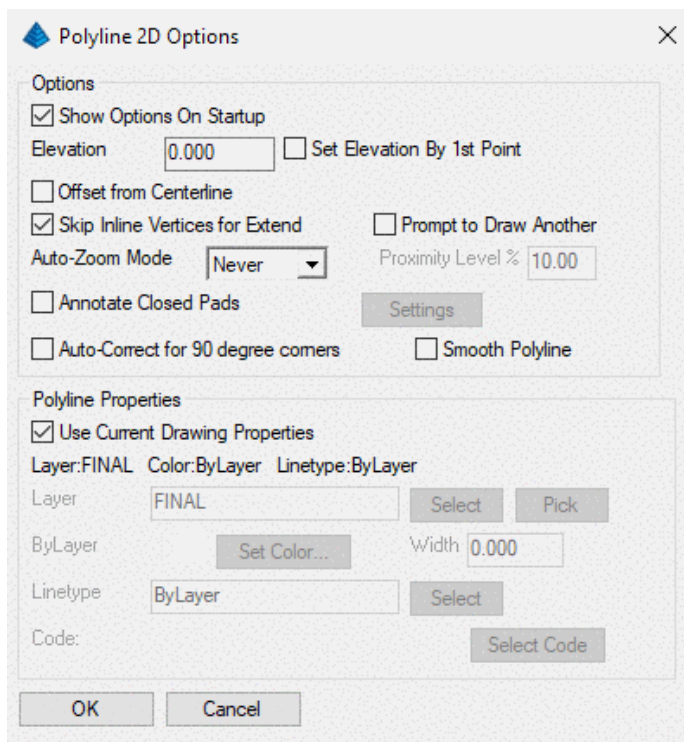 Polyline 2D Options
Options
Show Options On Startup
Elevation 0.000 Set Elevation By 1st Point
Offset from Centerline
Skip Inline Vertices for Extend Prompt to Draw Another
Auto-Zoom Mode Never Proximity Level % 10.00
Annotate Closed Pads Settings
Auto-Correct for 90 degree corners Smooth Polyline
Polyline Properties
Use Current Drawing Properties
Layer:FINAL Color:ByLayer Linetype:ByLayer
Layer FINAL Select Pick
ByLayer Set Color... Width 0.000
Linetype ByLayer Select
Code: Select Code
OK Cancel